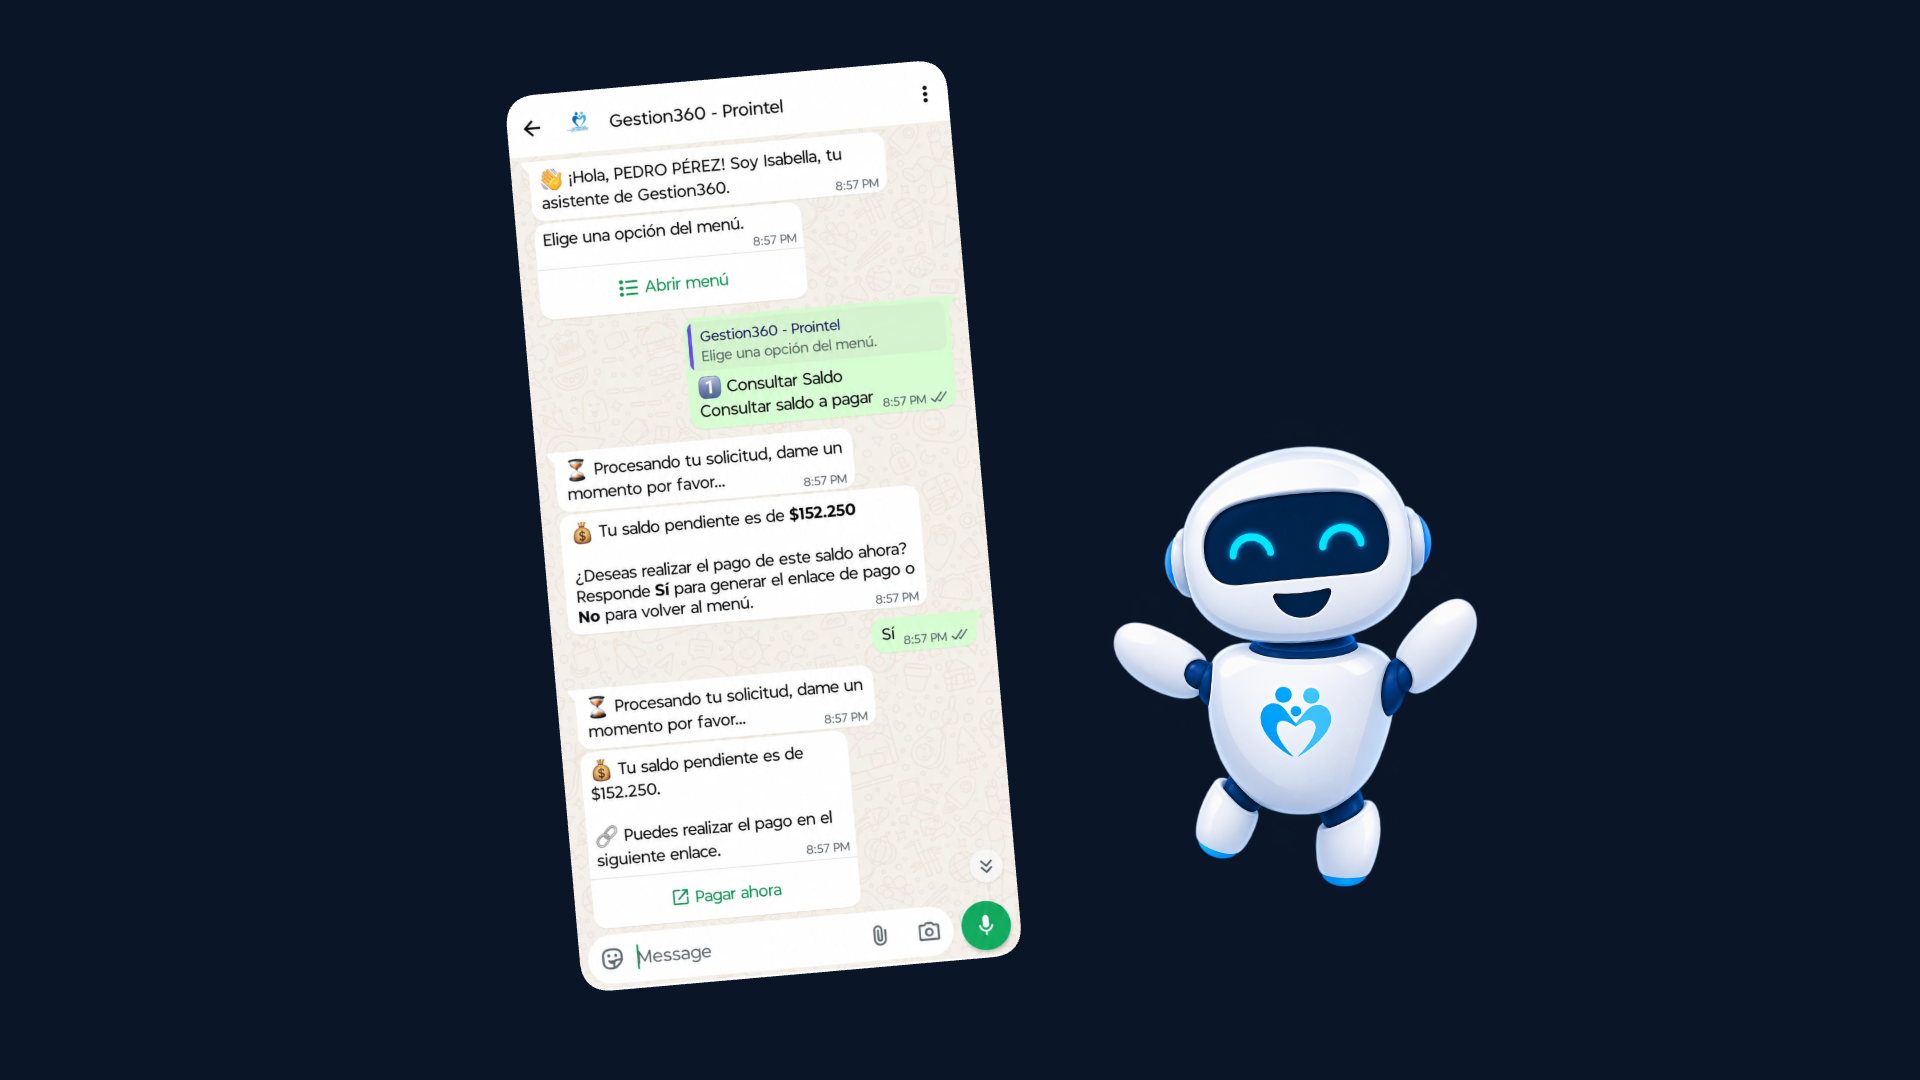 Gestion360 - Prointel
👋 ¡Hola, PEDRO PÉREZ! Soy Isabella, tu
asistente de Gestion360.
8:57 PM
Elige una opción del menú.
8:57 PM
Abrir menú
Gestion360 - Prointel
Elige una opción del menú.
1️⃣ Consultar Saldo
Consultar saldo a pagar
8:57 PM
⏳ Procesando tu solicitud, dame un
momento por favor...
8:57 PM
💰 Tu saldo pendiente es de $152.250
¿Deseas realizar el pago de este saldo ahora?
Responde Sí para generar el enlace de pago o
No para volver al menú.
8:57 PM
Sí
8:57 PM
⏳ Procesando tu solicitud, dame un
momento por favor...
8:57 PM
💰 Tu saldo pendiente es de
$152.250.
🔗 Puedes realizar el pago en el
siguiente enlace.
8:57 PM
Pagar ahora
Message